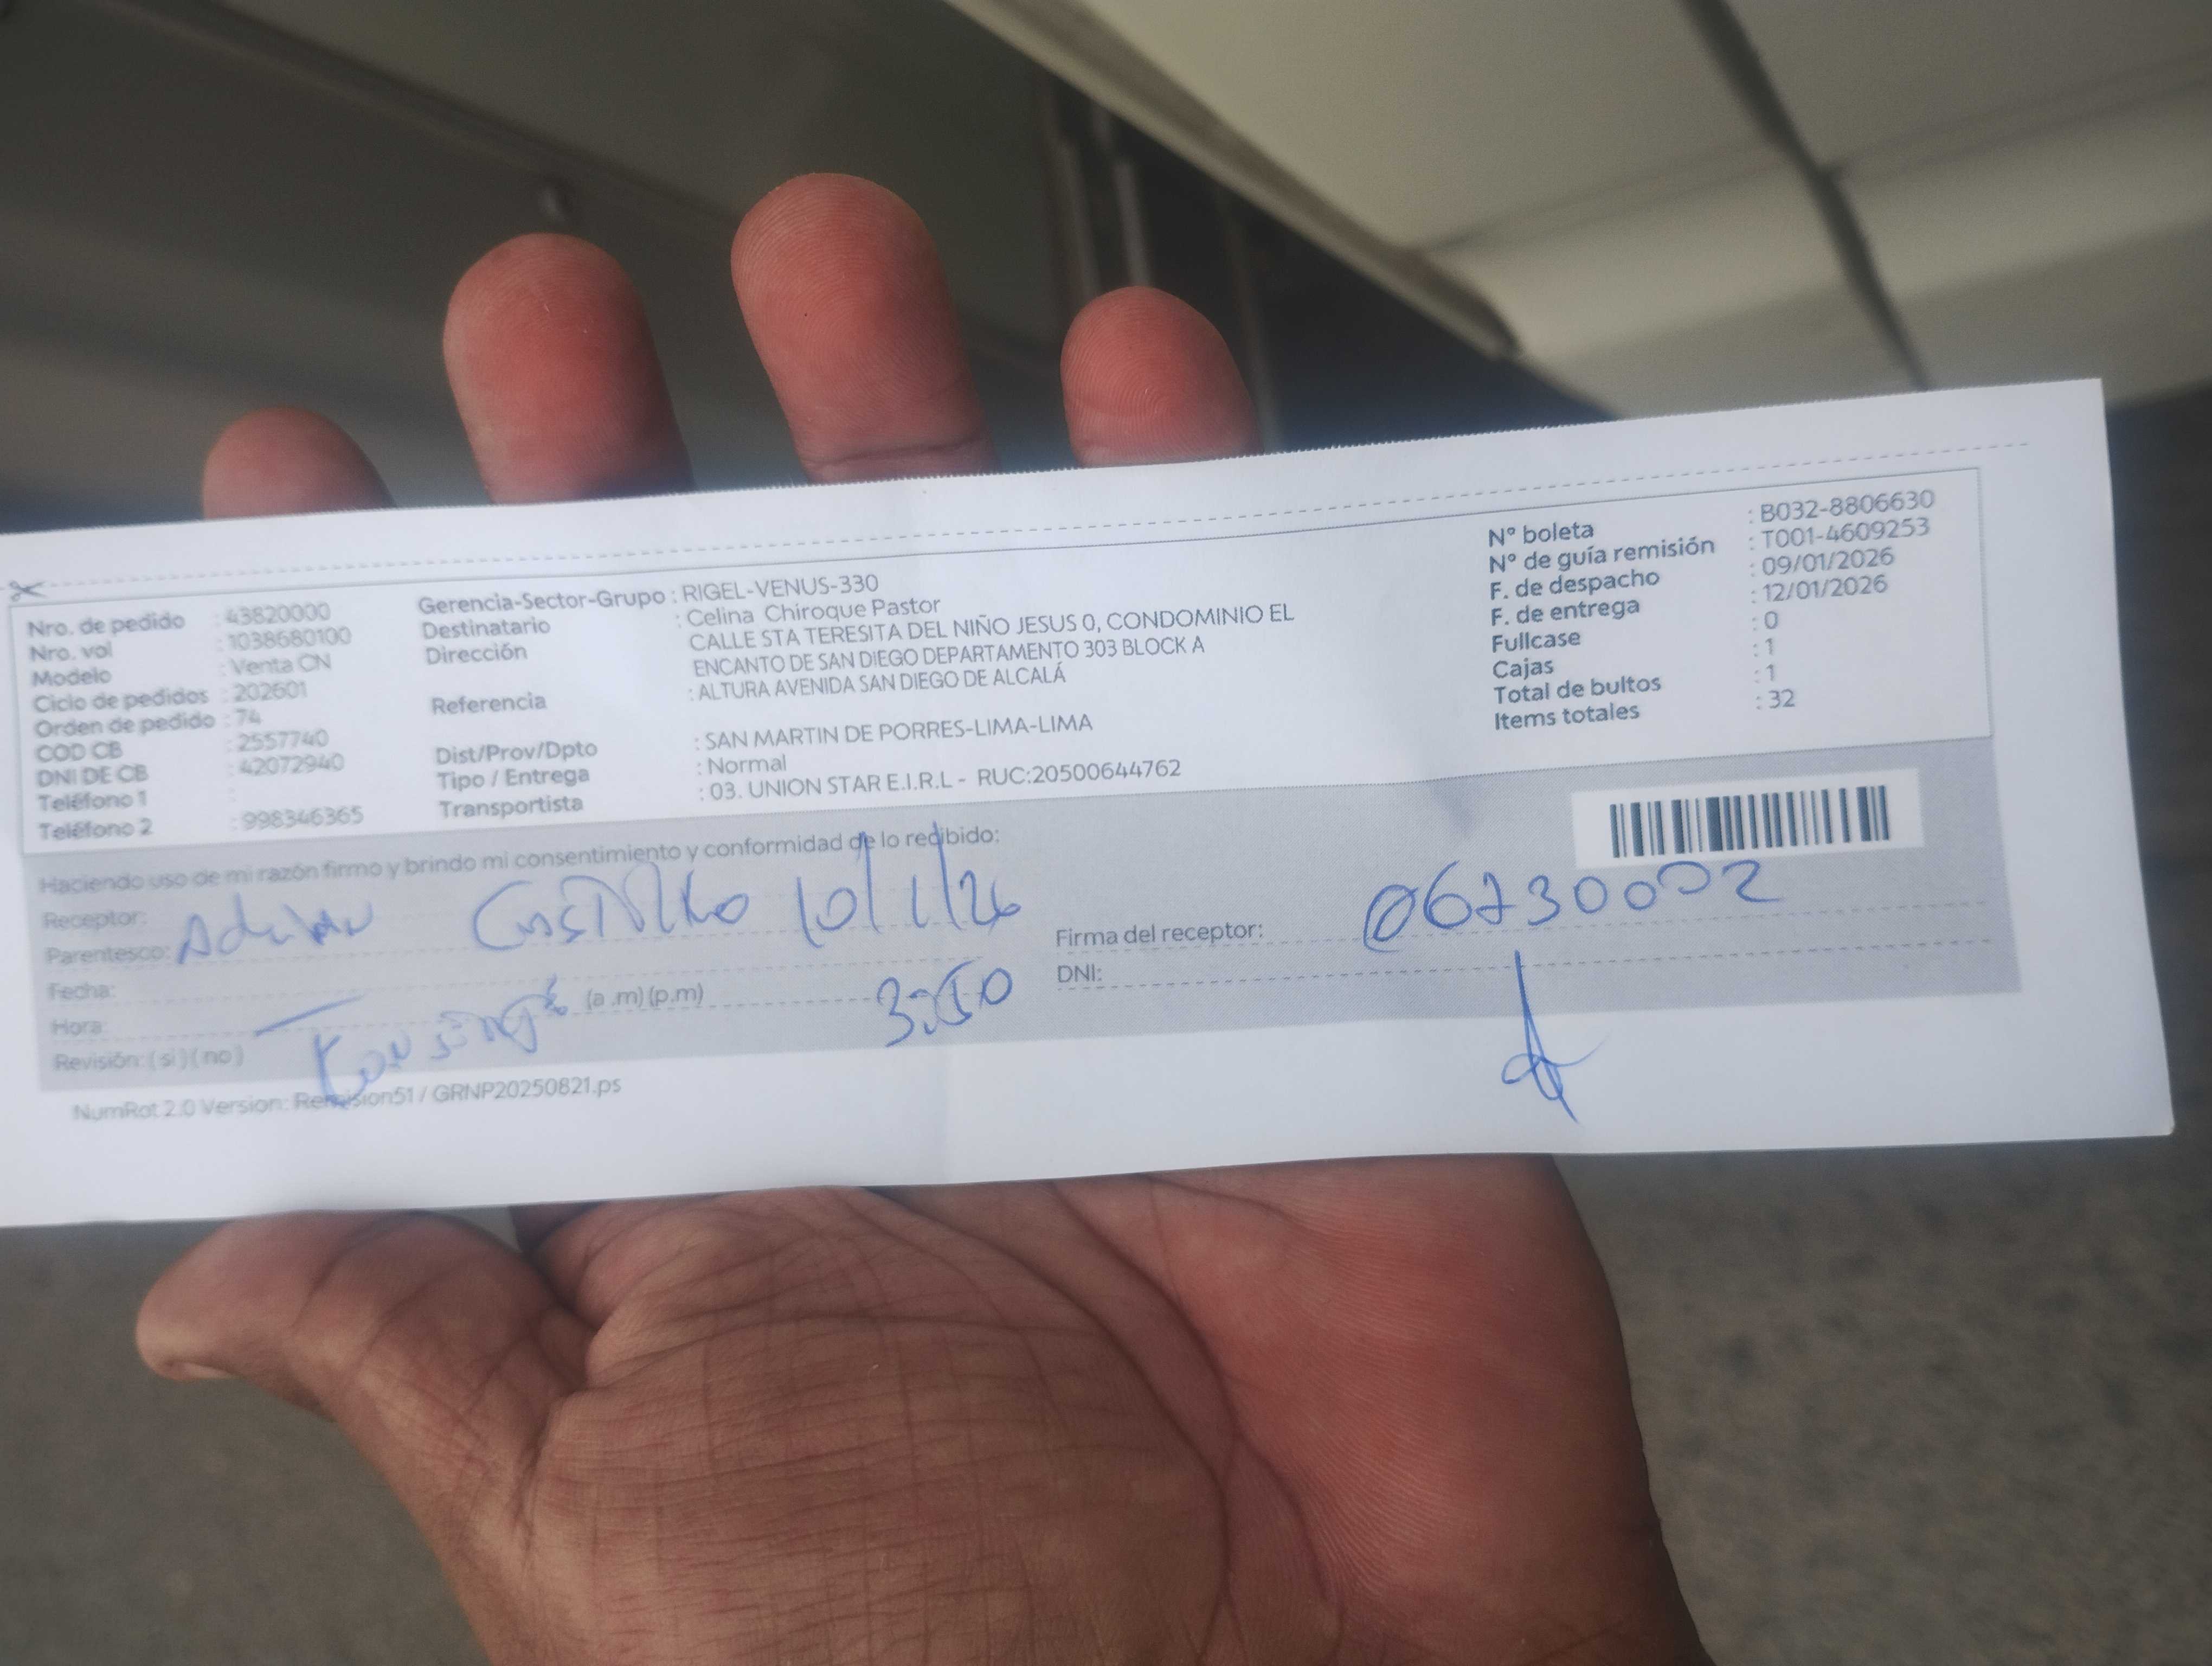 Nro. de pedido : 43820000
Nro. vol : 1038680100
Modelo : Venta CN
Ciclo de pedidos : 202601
Orden de pedido : 74
COD CB : 2557740
DNI DE CB : 42072940
Teléfono 1 :
Teléfono 2 : 998346365
Gerencia-Sector-Grupo : RIGEL-VENUS-330
Destinatario : Celina Chiroque Pastor
Dirección CALLE STA TERESITA DEL NIÑO JESUS 0, CONDOMINIO EL
ENCANTO DE SAN DIEGO DEPARTAMENTO 303 BLOCK A
Referencia : ALTURA AVENIDA SAN DIEGO DE ALCALÁ
Dist/Prov/Dpto : SAN MARTIN DE PORRES-LIMA-LIMA
Tipo / Entrega : Normal
Transportista : 03. UNION STAR E.I.R.L - RUC:20500644762
Nº boleta : B032-8806630
Nº de guía remisión : T001-4609253
F. de despacho : 09/01/2026
F. de entrega : 12/01/2026
Fullcase : 0
Cajas : 1
Total de bultos : 1
Items totales : 32
Haciendo uso de mi razón firmo y brindo mi consentimiento y conformidad de lo recibido:
Receptor:
Parentesco: 10/1/26
Fecha:
Hora: (a .m) (p.m) 3:50
Revisión: ( si ) ( no )
Firma del receptor: 06730002
DNI:
NumRot 2.0 Version: Remision51 / GRNP20250821.ps